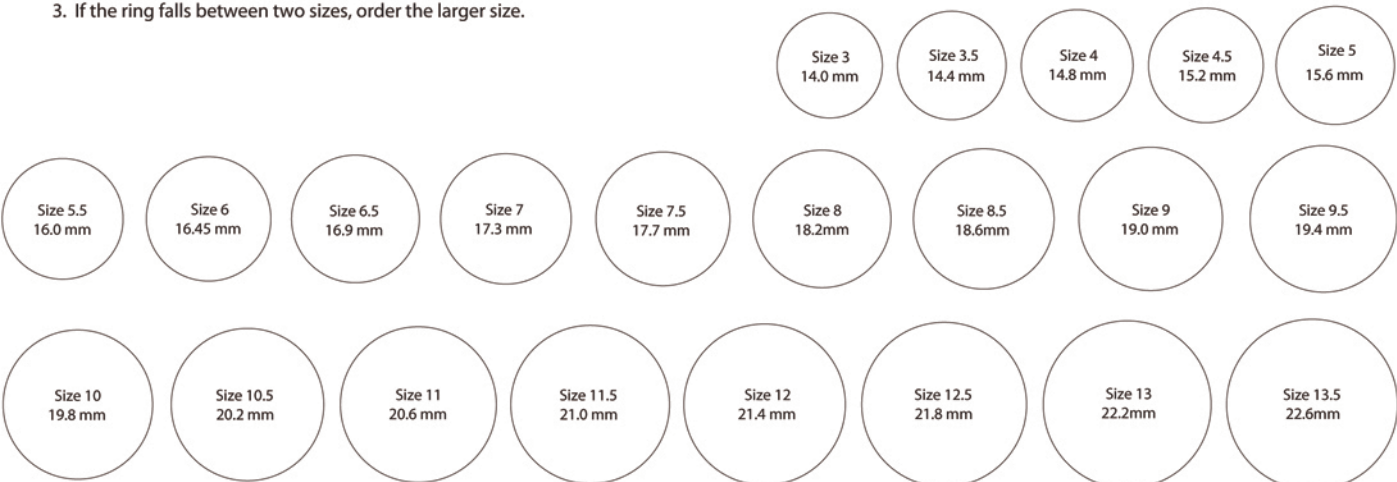 3. If the ring falls between two sizes, order the larger size.
Size 3
14.0 mm
Size 3.5
14.4 mm
Size 4
14.8 mm
Size 4.5
15.2 mm
Size 5
15.6 mm
Size 5.5
16.0 mm
Size 6
16.45 mm
Size 6.5
16.9 mm
Size 7
17.3 mm
Size 7.5
17.7 mm
Size 8
18.2mm
Size 8.5
18.6mm
Size 9
19.0 mm
Size 9.5
19.4 mm
Size 10
19.8 mm
Size 10.5
20.2 mm
Size 11
20.6 mm
Size 11.5
21.0 mm
Size 12
21.4 mm
Size 12.5
21.8 mm
Size 13
22.2mm
Size 13.5
22.6mm